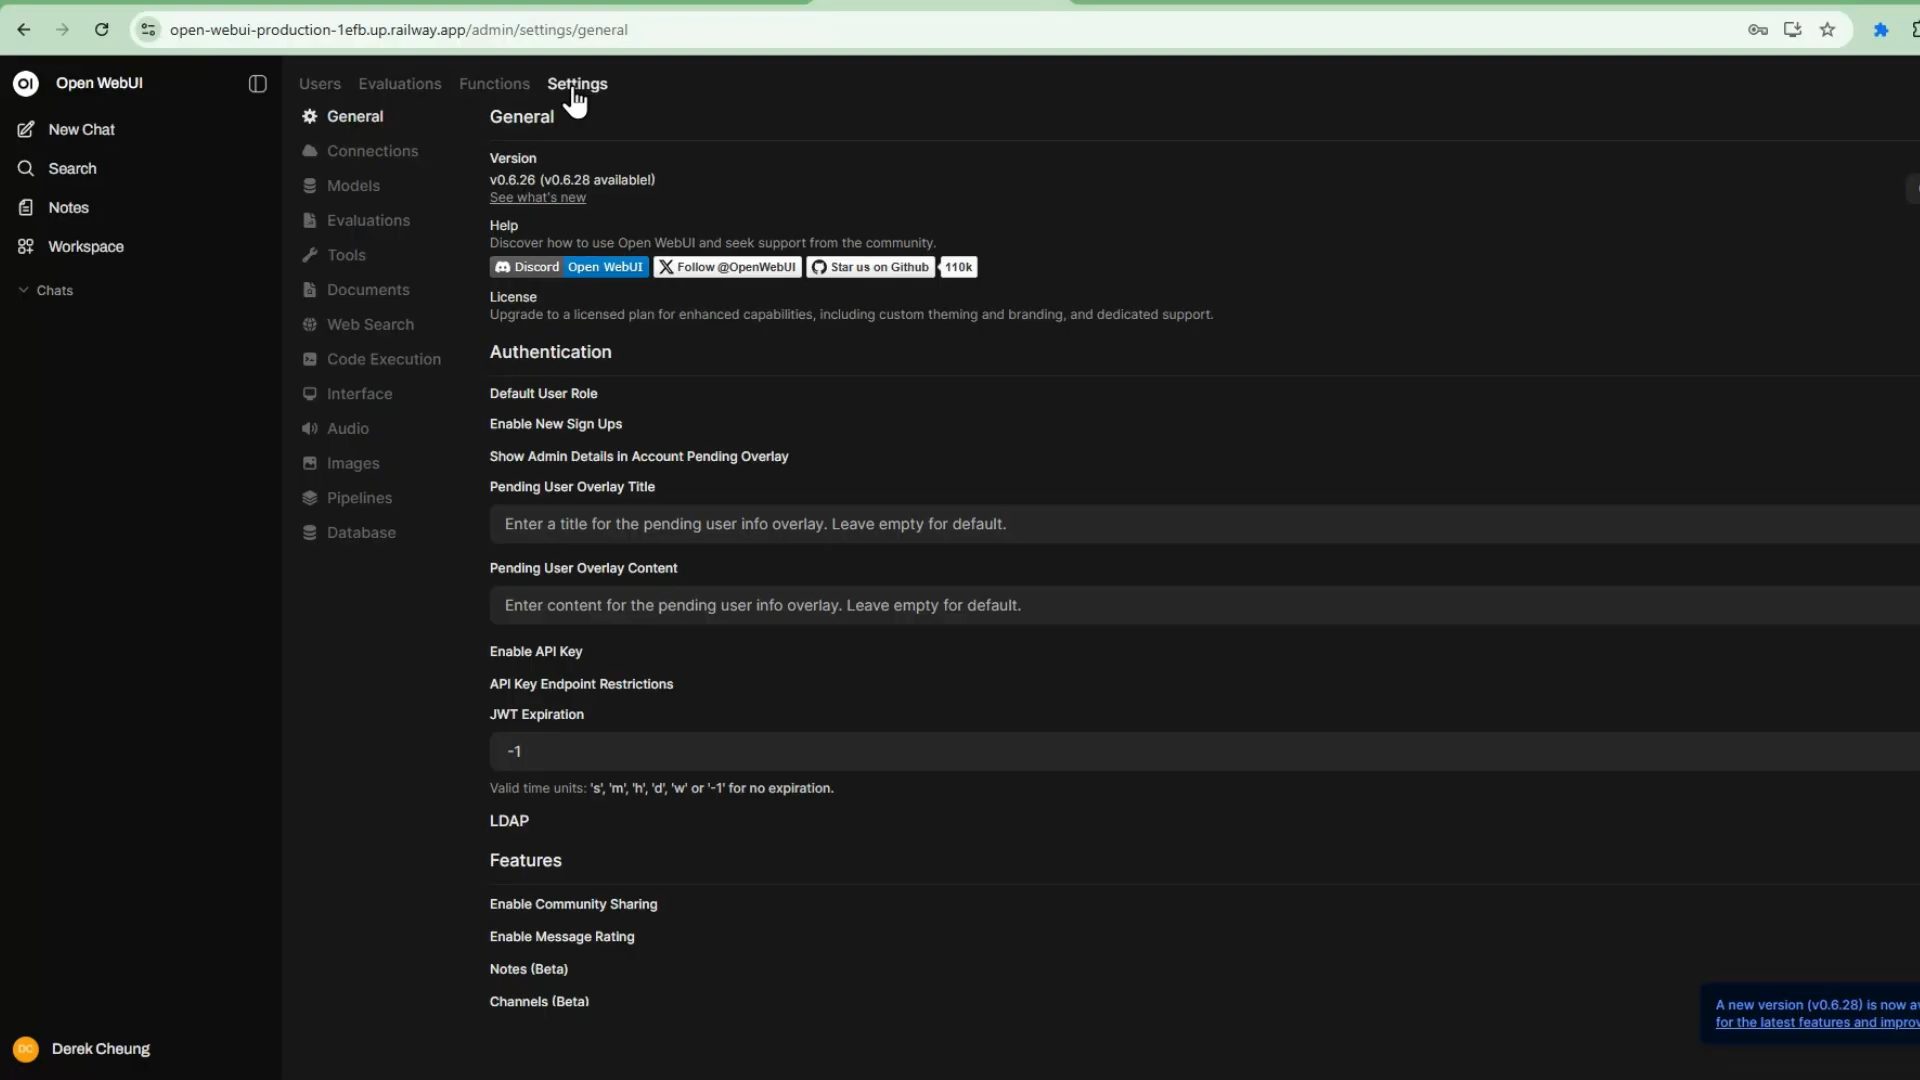 open-webui-production-1efb.up.railway.app/admin/settings/general
OI Open WebUI
New Chat
Search
Notes
Workspace
Chats
DC Derek Cheung
Users Evaluations Functions Settings
General
Connections
Models
Evaluations
Tools
Documents
Web Search
Code Execution
Interface
Audio
Images
Pipelines
Database
General
Version
v0.6.26 (v0.6.28 available!)
See what's new
Help
Discover how to use Open WebUI and seek support from the community.
Discord Open WebUI Follow @OpenWebUI Star us on Github 110k
License
Upgrade to a licensed plan for enhanced capabilities, including custom theming and branding, and dedicated support.
Authentication
Default User Role
Enable New Sign Ups
Show Admin Details in Account Pending Overlay
Pending User Overlay Title
Enter a title for the pending user info overlay. Leave empty for default.
Pending User Overlay Content
Enter content for the pending user info overlay. Leave empty for default.
Enable API Key
API Key Endpoint Restrictions
JWT Expiration
-1
Valid time units: 's', 'm', 'h', 'd', 'w' or '-1' for no expiration.
LDAP
Features
Enable Community Sharing
Enable Message Rating
Notes (Beta)
Channels (Beta)
A new version (v0.6.28) is now
for the latest features and